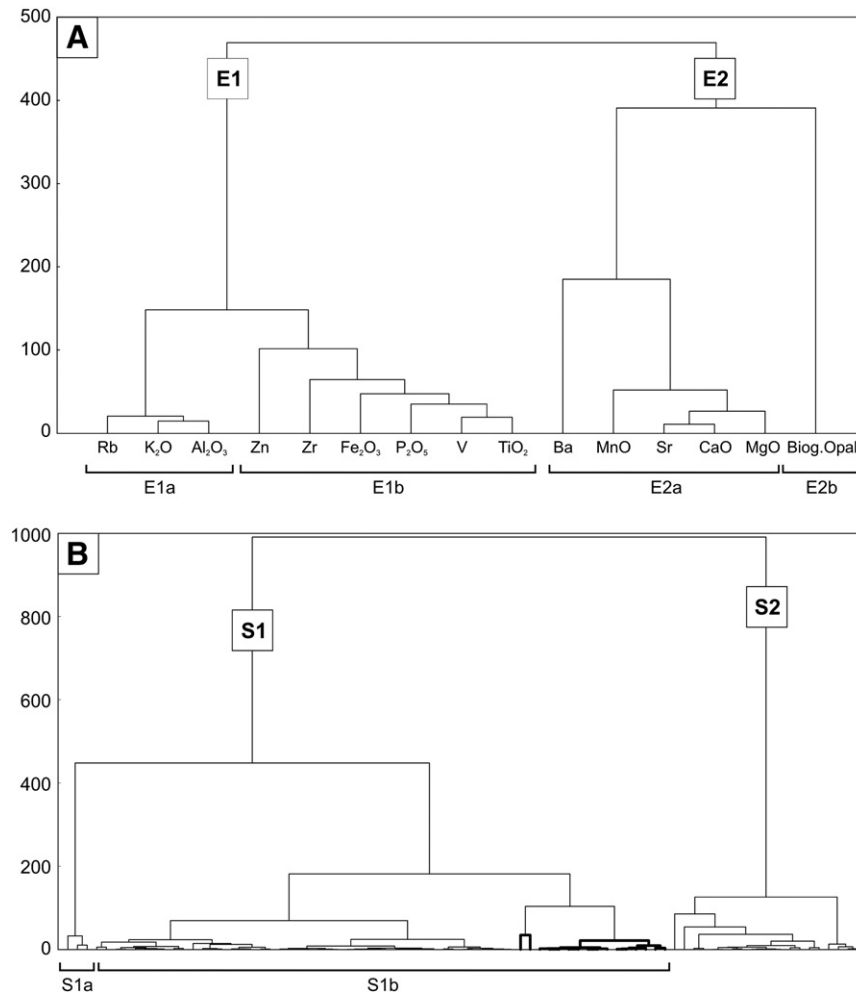 500
A
E1
E2
400
300
200
100
0
Rb K₂O Al₂O₃ Zn Zr Fe₂O₃ P₂O₅ V TiO₂ Ba MnO Sr CaO MgO Biog.Opal
E1a E1b E2a E2b
1000
B
800
S1
S2
600
400
200
0
S1a S1b